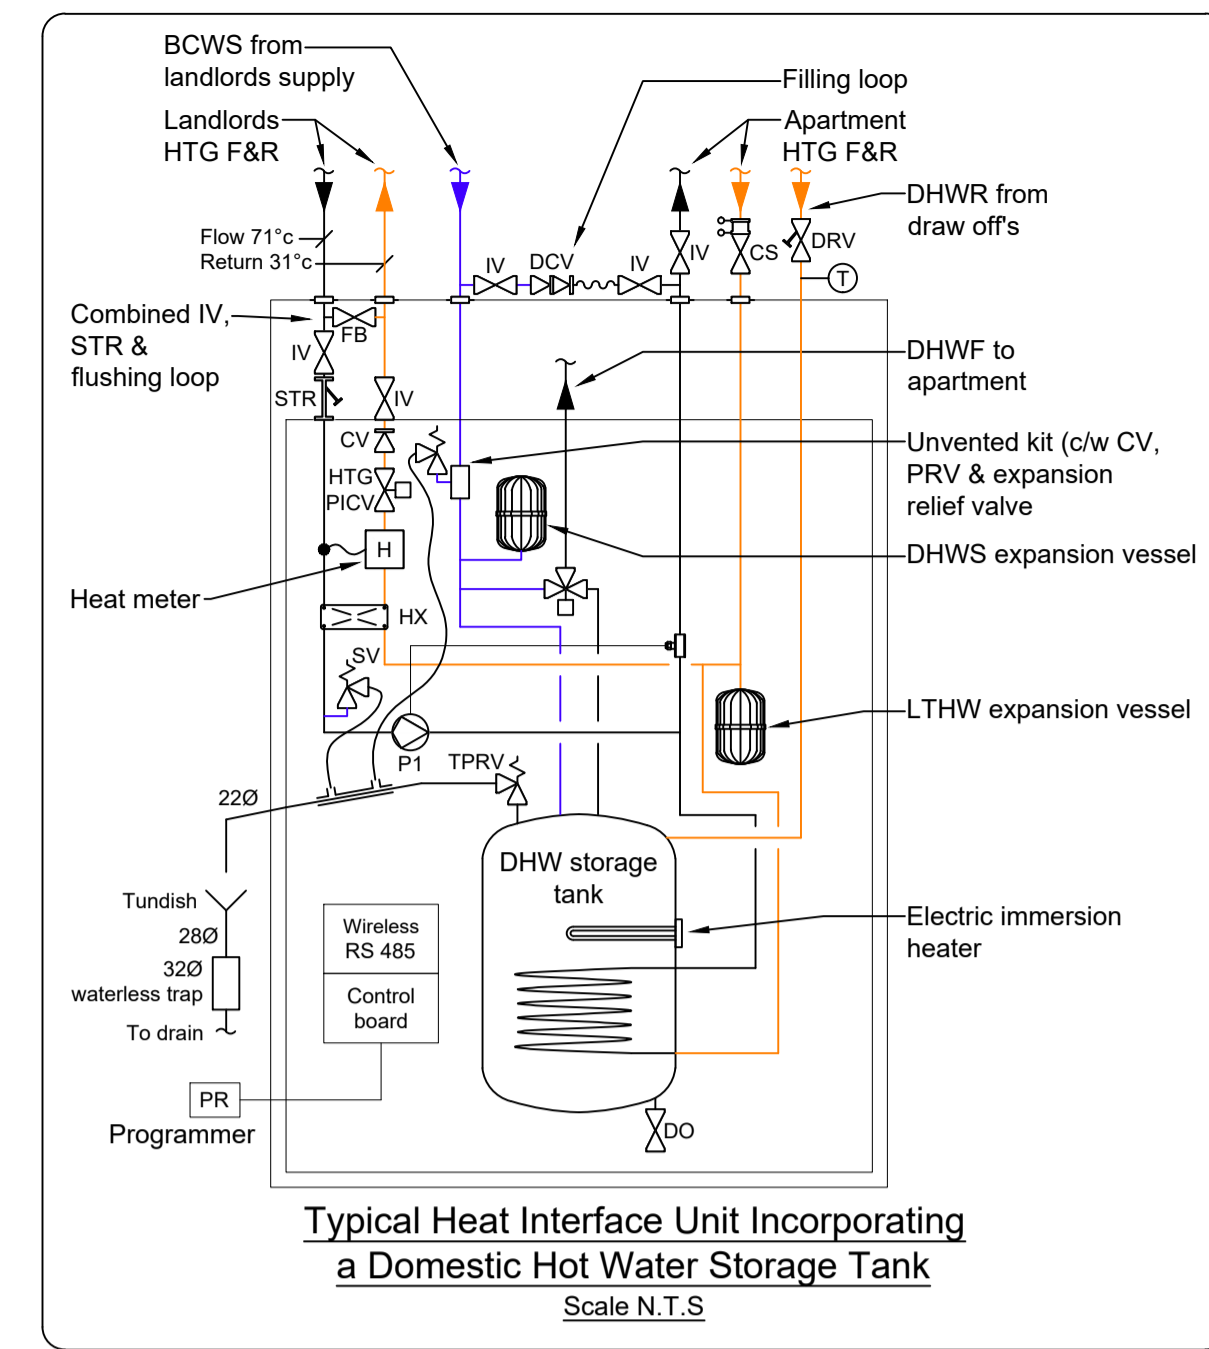 BCWS from
landlords supply
Filling loop
Landlords
HTG F&R
Apartment
HTG F&R
DHWR from
draw off's
Flow 71°c
Return 31°c
IV
DCV
IV
IV
CS
DRV
T
Combined IV,
STR &
flushing loop
FB
IV
STR
IV
DHWF to
apartment
CV
HTG
PICV
Unvented kit (c/w CV,
PRV & expansion
relief valve
H
DHWS expansion vessel
Heat meter
HX
SV
LTHW expansion vessel
P1
TPRV
22Ø
DHW storage
tank
Tundish
28Ø
32Ø
waterless trap
To drain
Wireless
RS 485
Control
board
Electric immersion
heater
PR
Programmer
DO
Typical Heat Interface Unit Incorporating
a Domestic Hot Water Storage Tank
Scale N.T.S